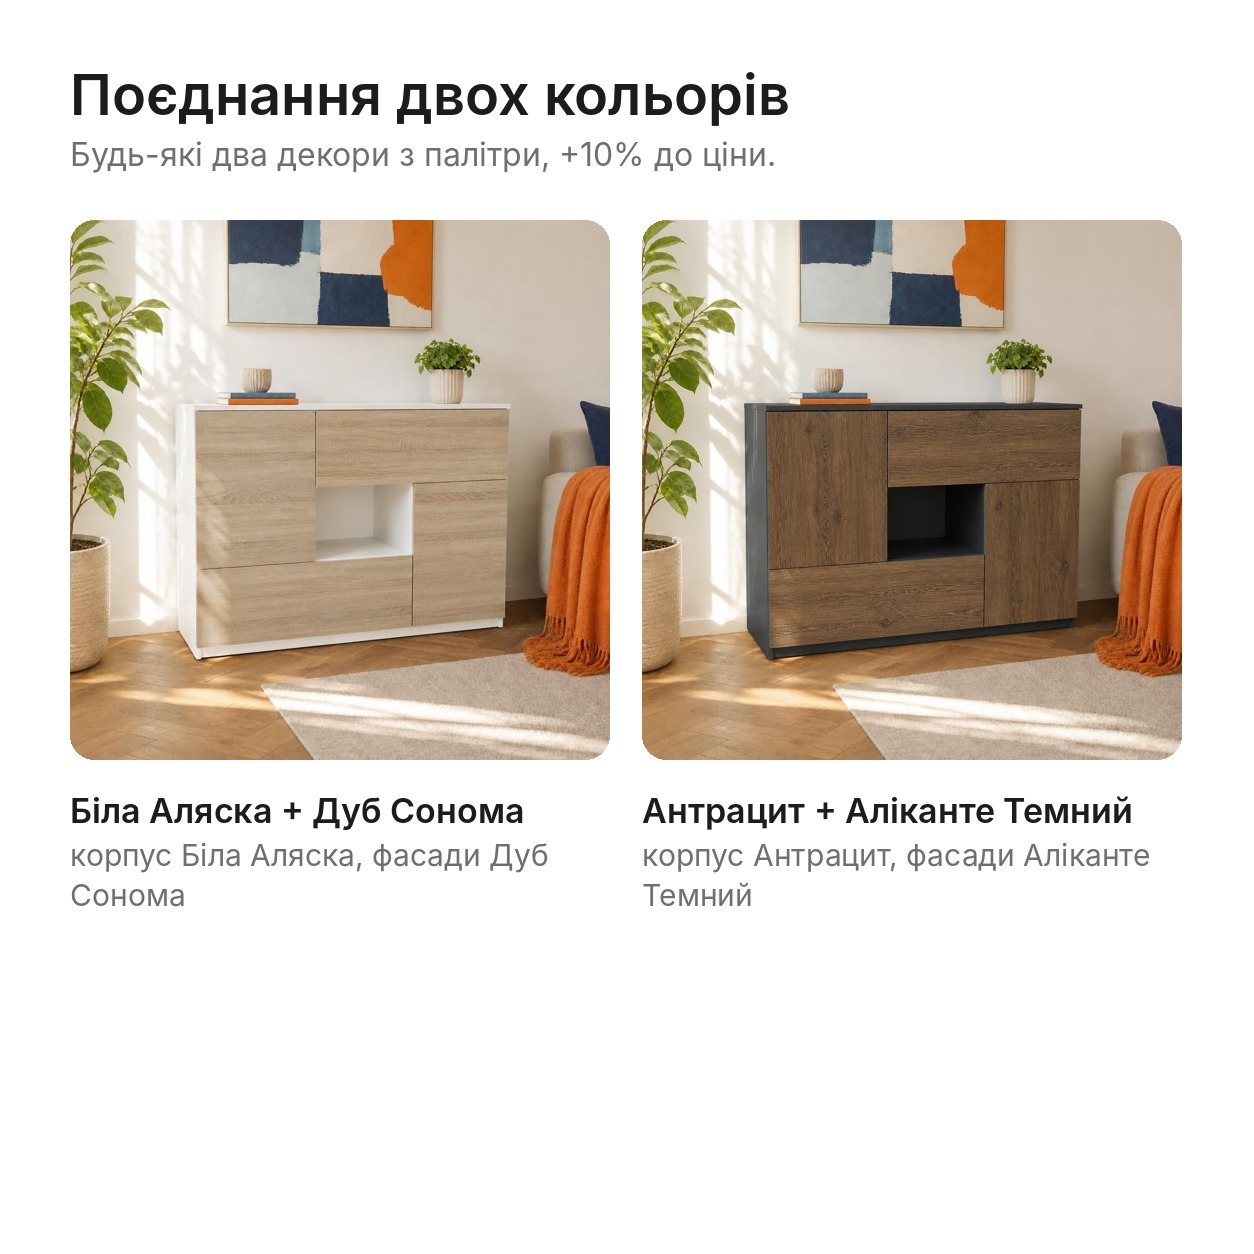 Поєднання двох кольорів
Будь-які два декори з палітри, +10% до ціни.
Біла Аляска + Дуб Сонома
Антрацит + Аліканте Темний
корпус Біла Аляска, фасади Дуб
Сонома
корпус Антрацит, фасади Аліканте
Темний